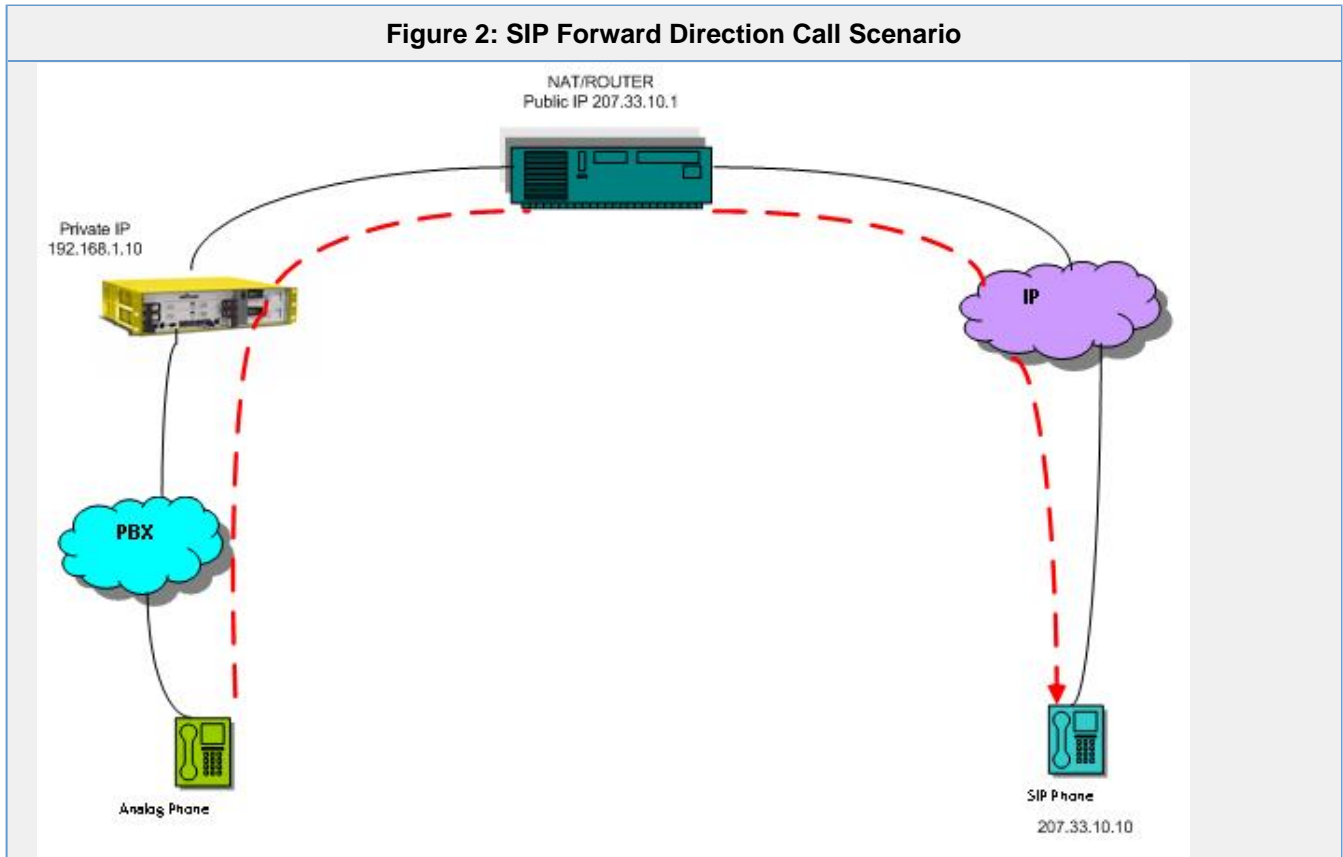 Figure 2: SIP Forward Direction Call Scenario
NAT/ROUTER
Public IP 207.33.10.1
Private IP
192.168.1.10
IP
PBX
Analog Phone
SIP Phone
207.33.10.10